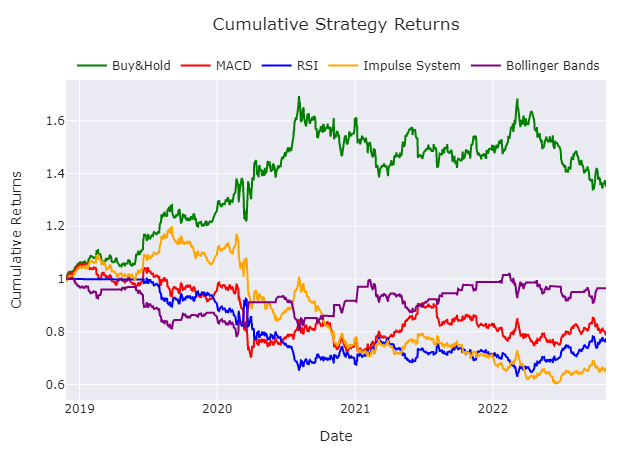 Cumulative Strategy Returns
Buy&Hold MACD RSI Impulse System Bollinger Bands
1.6
1.4
1.2
1
0.8
0.6
Cumulative Returns
2019 2020 2021 2022
Date